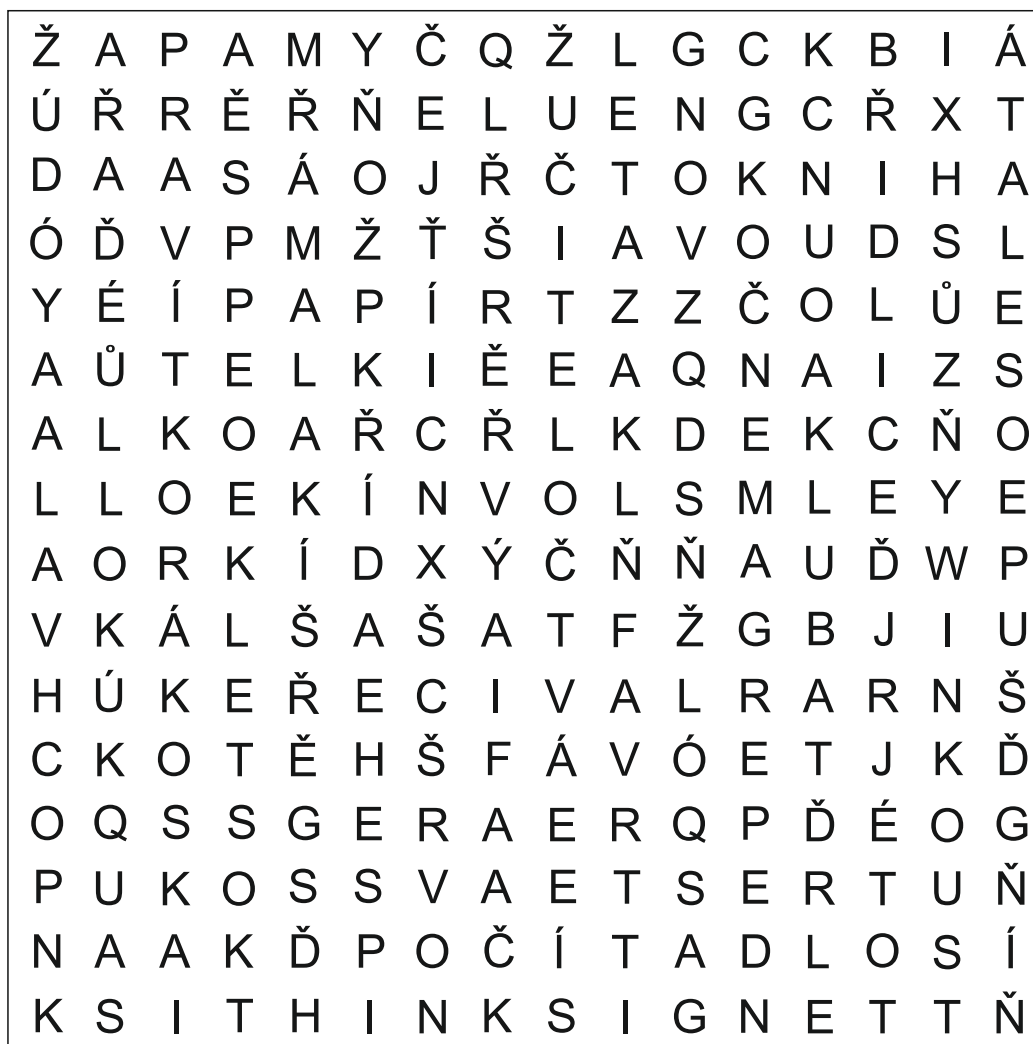 Ž A P A M Y Č Q Ž L G C K B I Á
Ú Ř R Ě Ř Ň E L U E N G C Ř X T
D A A S Á O J Ř Č T O K N I H A
Ó Ď V P M Ž Ť Š I A V O U D S L
Y É Í P A P Í R T Z Z Č O L Ů E
A Ů T E L K I Ě E A Q N A I Z S
A L K O A Ř C Ř L K D E K C Ň O
L L O E K Í N V O L S M L E Y E
A O R K Í D X Ý Č Ň Ň A U Ď W P
V K Á L Š A Š A T F Ž G B J I U
H Ú K E Ř E C I V A L R A R N Š
C K O T Ě H Š F Á V Ó E T J K Ď
O Q S S G E R A E R Q P Ď É O G
P U K O S S V A E T S E R T U Ň
N A A K Ď P O Č Í T A D L O S Í
K S I T H I N K S I G N E T T Ň